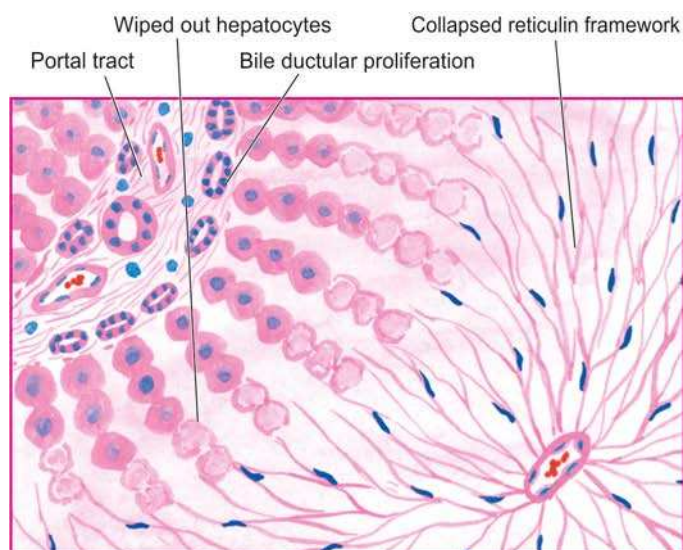 Wiped out hepatocytes
Collapsed reticulin framework
Portal tract
Bile ductular proliferation